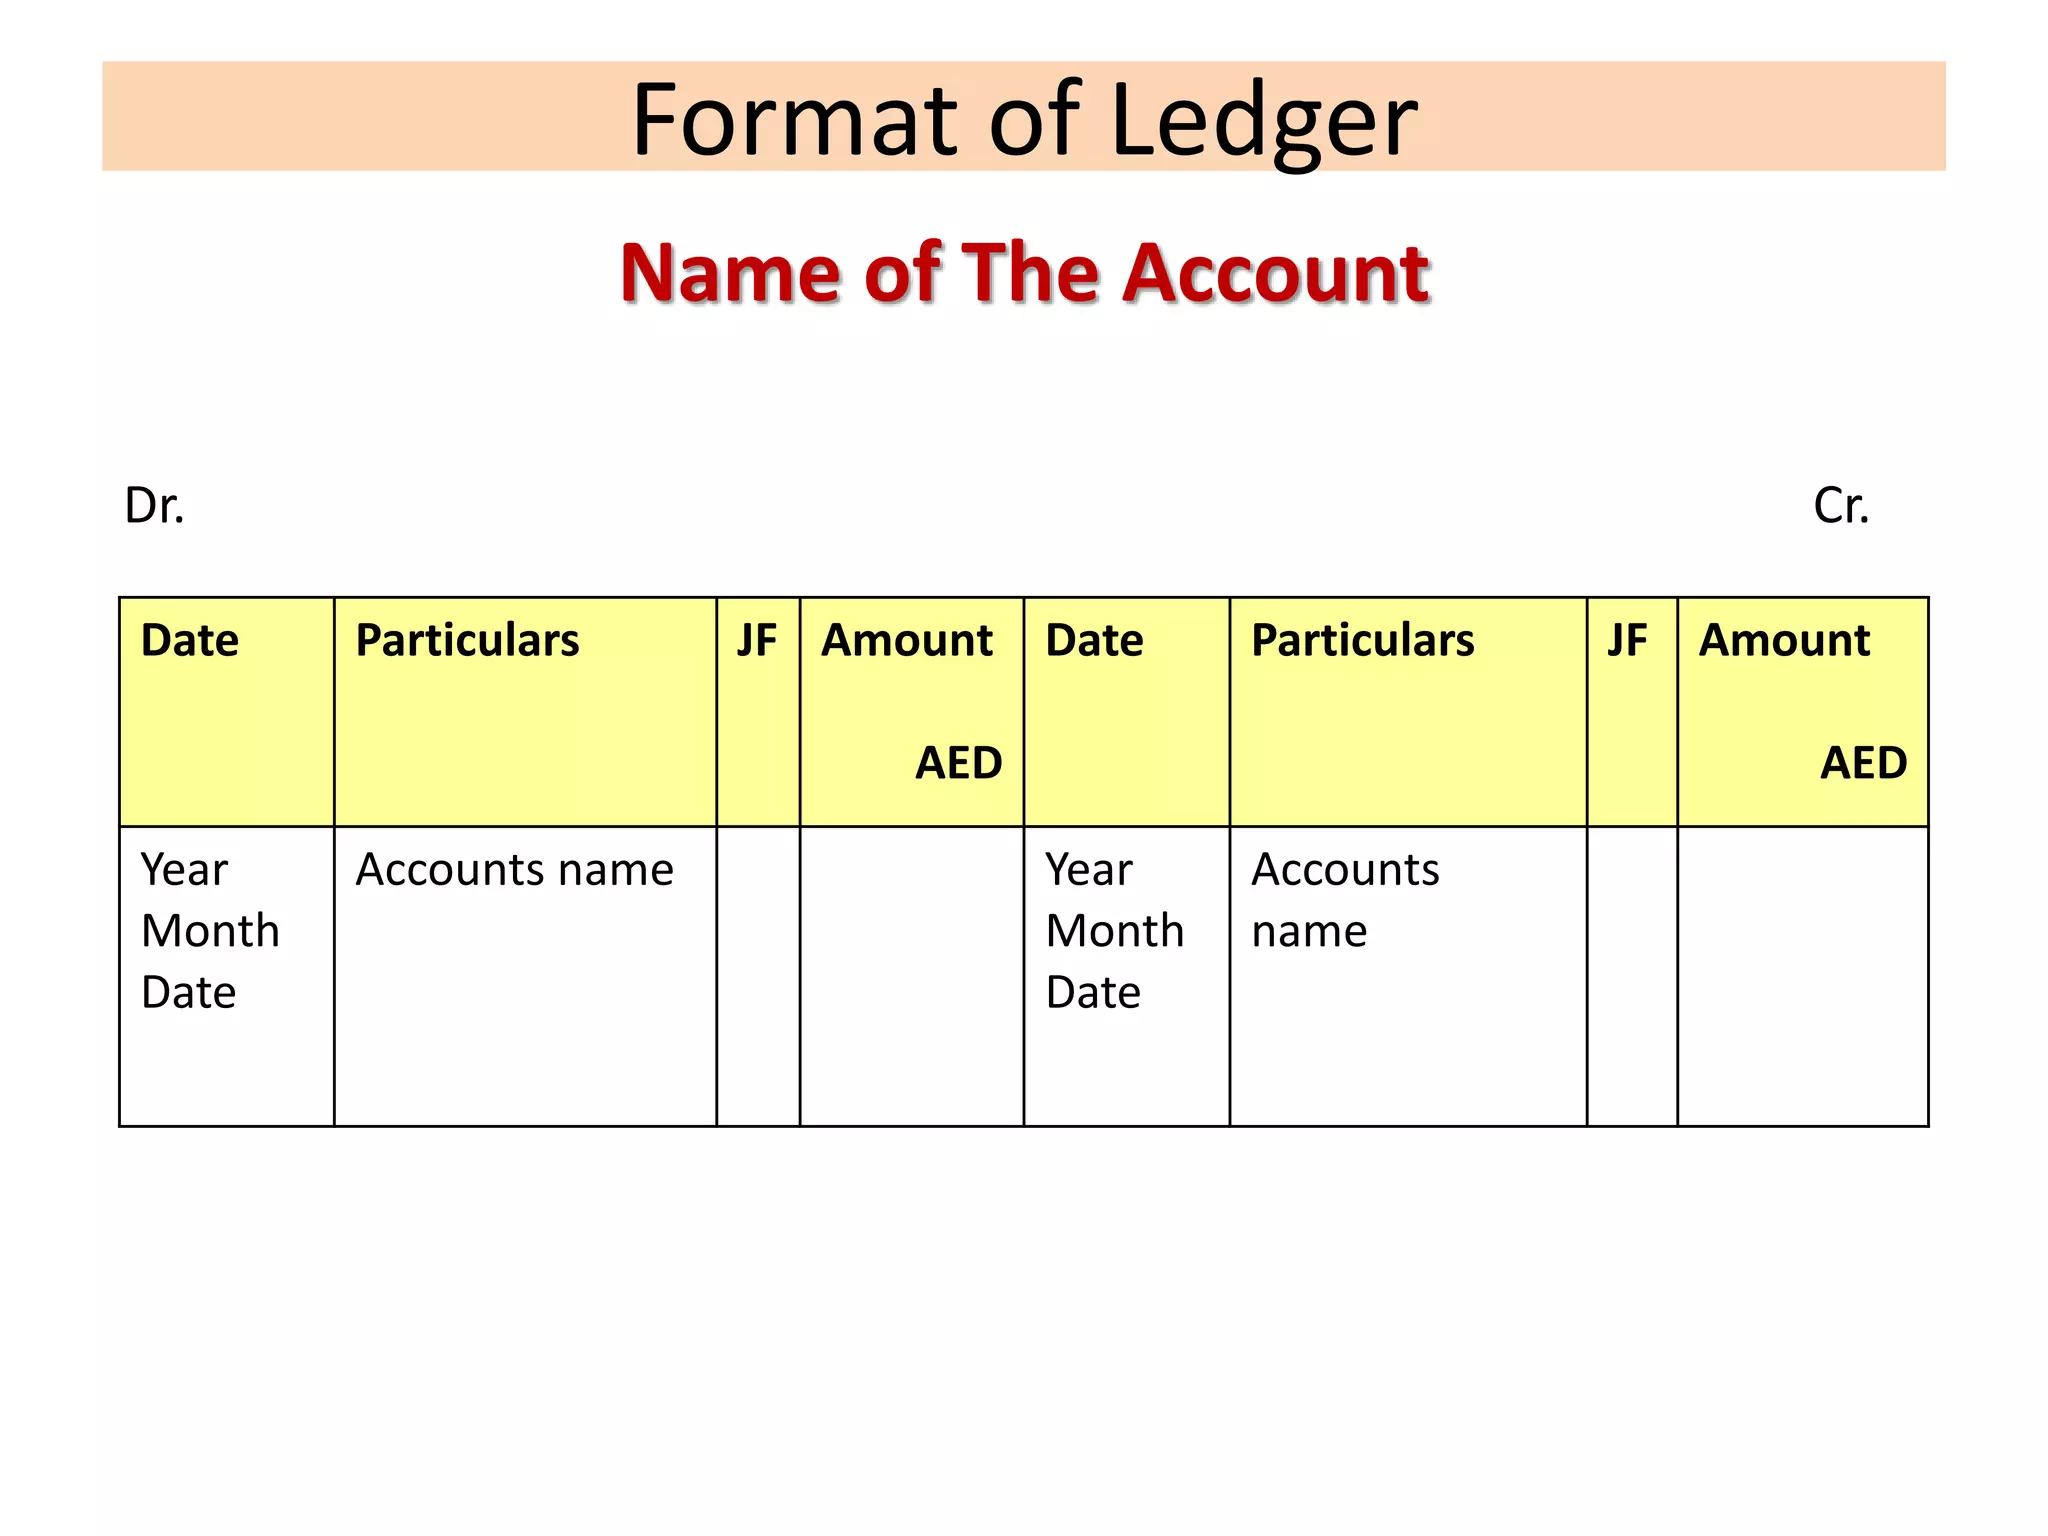 Format of Ledger
Name of The Account
Dr. Cr.
Date Particulars JF Amount Date Particulars JF Amount
AED AED
Year Accounts name Year Accounts
Month Month name
Date Date